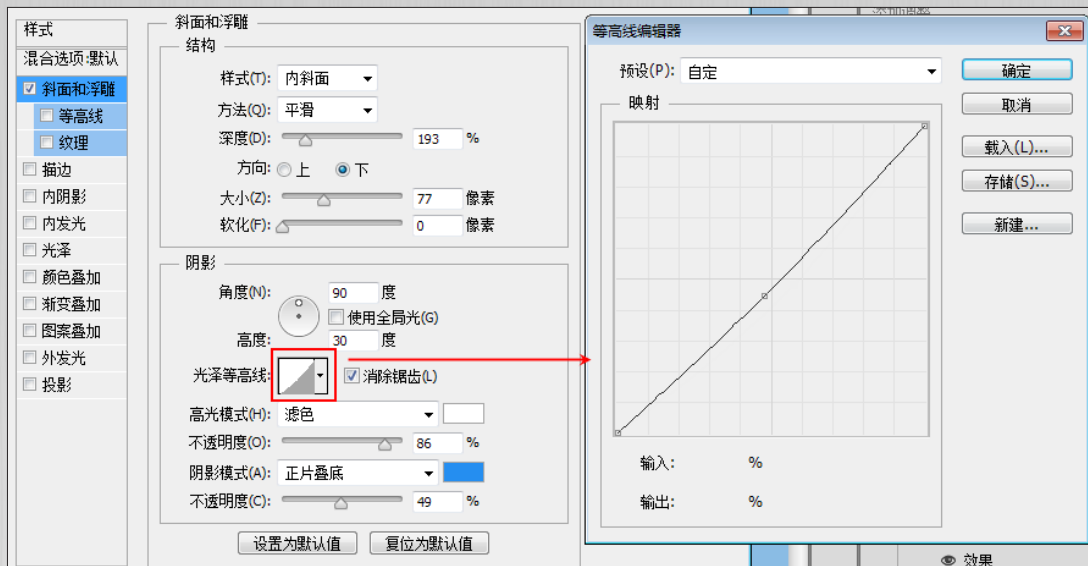 样式
混合选项:默认
斜面和浮雕
等高线
纹理
描边
内阴影
内发光
光泽
颜色叠加
渐变叠加
图案叠加
外发光
投影
斜面和浮雕
结构
样式(T): 内斜面
方法(Q): 平滑
深度(D): 193 %
方向: 上 下
大小(Z): 77 像素
软化(F): 0 像素
阴影
角度(N): 90 度
使用全局光(G)
高度: 30 度
光泽等高线: 消除锯齿(L)
高光模式(H): 滤色
不透明度(O): 86 %
阴影模式(A): 正片叠底
不透明度(C): 49 %
设置为默认值 复位为默认值
等高线编辑器
预设(P): 自定
映射
输入: %
输出: %
确定
取消
载入(L)...
存储(S)...
新建...
效果